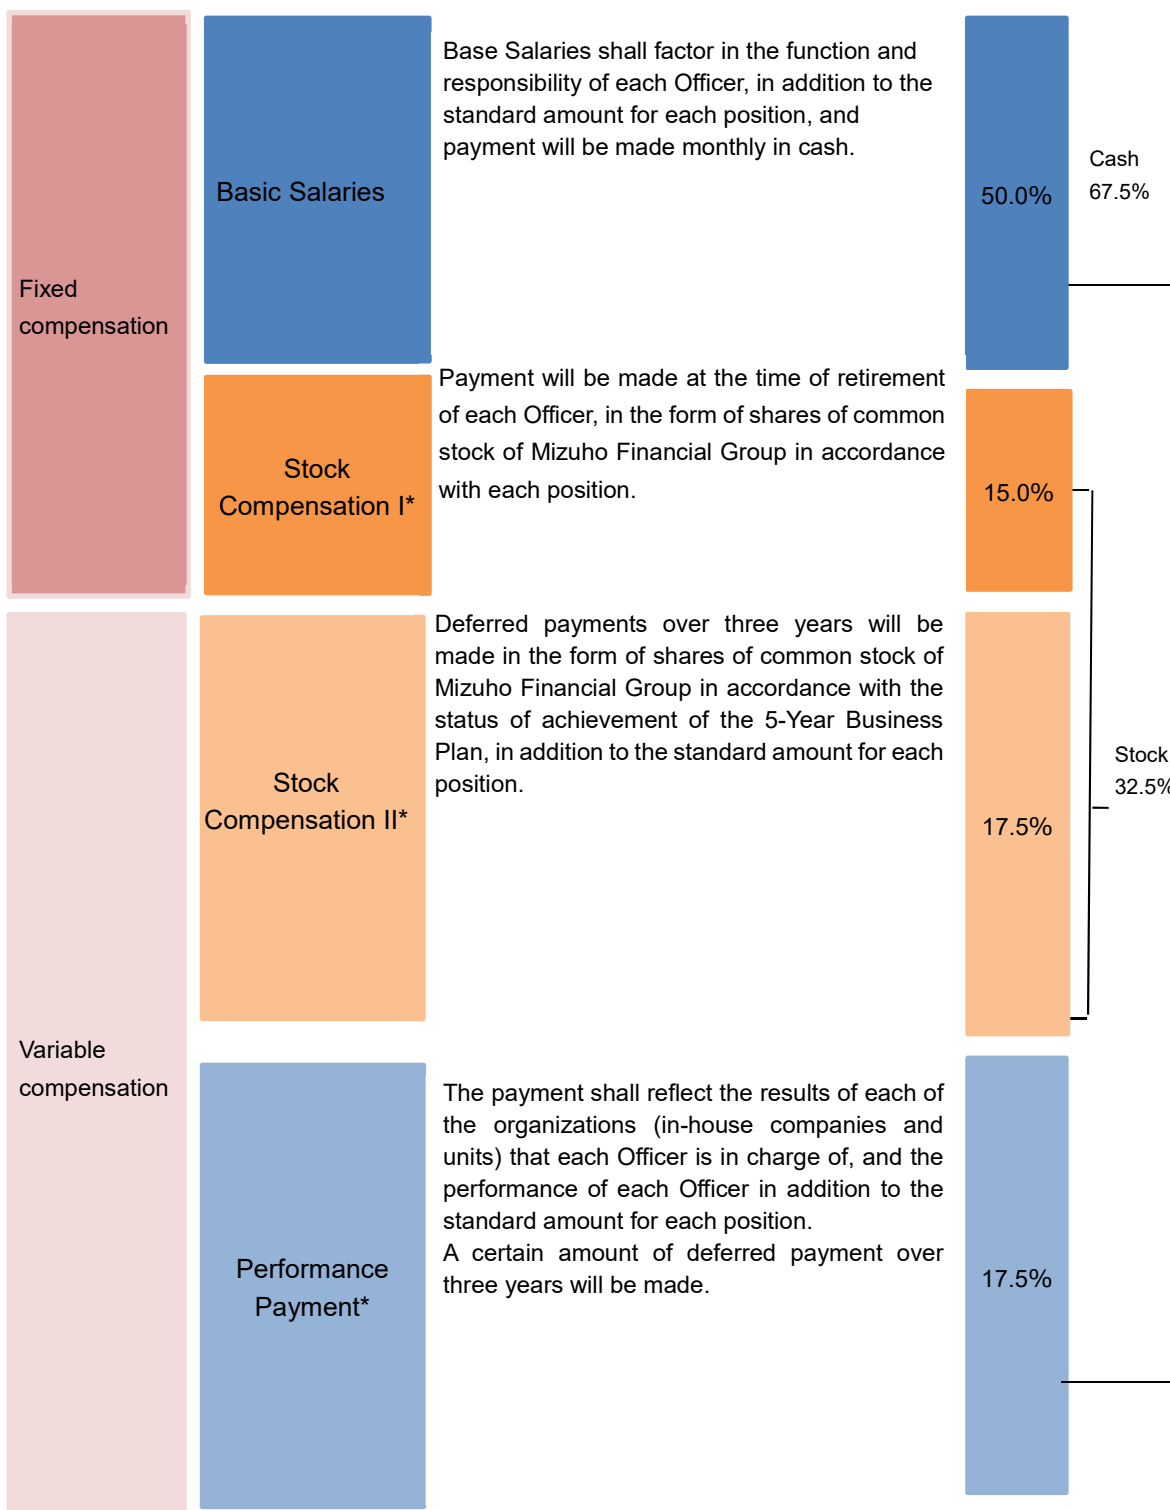 Fixed
compensation
Basic Salaries
Base Salaries shall factor in the function and
responsibility of each Officer, in addition to the
standard amount for each position, and
payment will be made monthly in cash.
50.0%
Cash
67.5%
Stock
Compensation I*
Payment will be made at the time of retirement
of each Officer, in the form of shares of common
stock of Mizuho Financial Group in accordance
with each position.
15.0%
Variable
compensation
Stock
Compensation II*
Deferred payments over three years will be
made in the form of shares of common stock of
Mizuho Financial Group in accordance with the
status of achievement of the 5-Year Business
Plan, in addition to the standard amount for each
position.
17.5%
Stock
32.5%
Performance
Payment*
The payment shall reflect the results of each of
the organizations (in-house companies and
units) that each Officer is in charge of, and the
performance of each Officer in addition to the
standard amount for each position.
A certain amount of deferred payment over
three years will be made.
17.5%